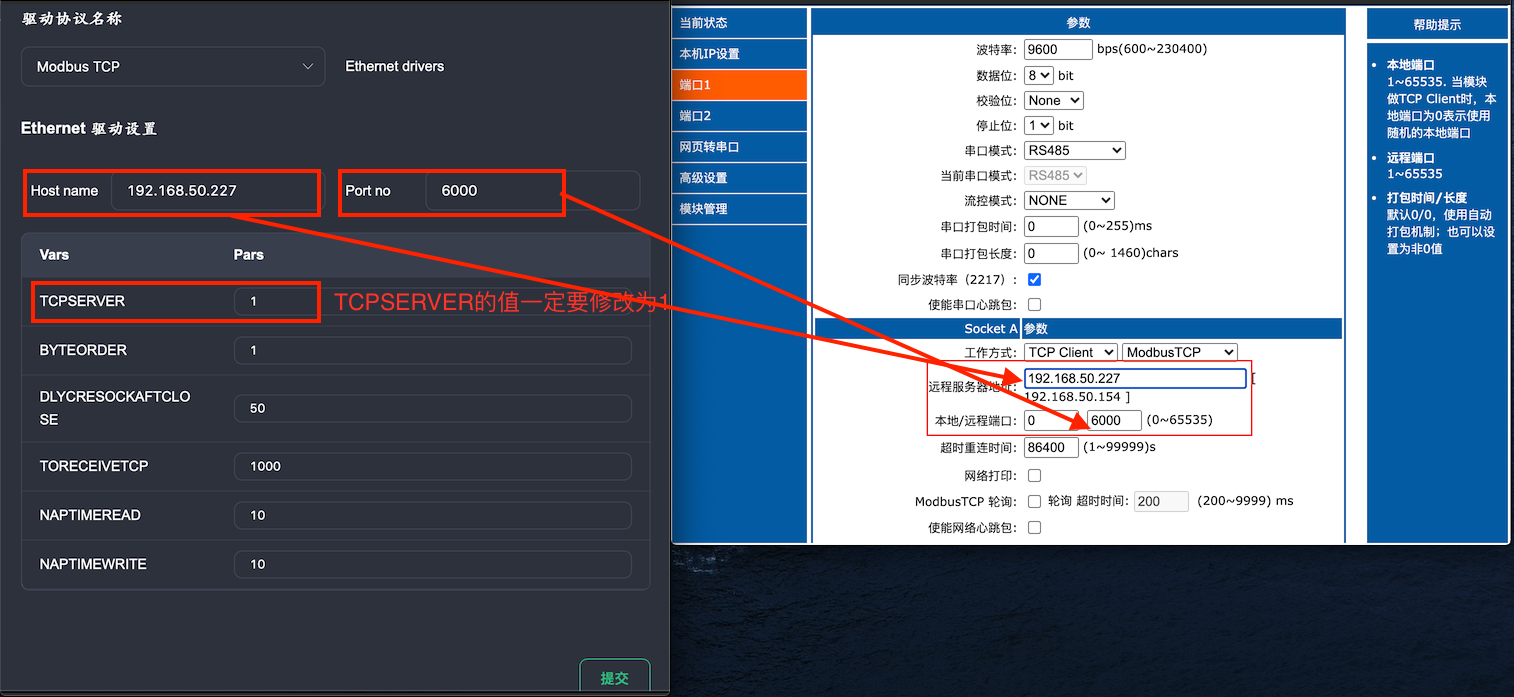 驱动协议名称
Modbus TCP
Ethernet drivers
Ethernet 驱动设置
Host name 192.168.50.227
Port no 6000
Vars Pars
TCPSERVER 1
TCPSERVER的值一定要修改为1
BYTEORDER 1
DLYCRESOCKAFTCLO
SE
50
TORECEIVETCP 1000
NAPTIMEREAD 10
NAPTIMEWRITE 10
提交
当前状态
本机IP设置
端口1
端口2
网页转串口
高级设置
模块管理
参数
波特率: 9600 bps(600~230400)
数据位: 8 bit
校验位: None
停止位: 1 bit
串口模式: RS485
当前串口模式: RS485
流控模式: NONE
串口打包时间: 0 (0~255)ms
串口打包长度: 0 (0~ 1460)chars
同步波特率（2217）:
使能串口心跳包:
Socket A 参数
工作方式: TCP Client ModbusTCP
远程服务器地址: 192.168.50.227 [
192.168.50.154 ]
本地/远程端口: 0 6000 (0~65535)
超时重连时间: 86400 (1~99999)s
网络打印:
ModbusTCP 轮询: 轮询 超时时间: 200 (200~9999) ms
使能网络心跳包:
帮助提示
• 本地端口
1~65535. 当模块
做TCP Client时，本
地端口为0表示使用
随机的本地端口
• 远程端口
1~65535
• 打包时间/长度
默认0/0，使用自动
打包机制；也可以设
置为非0值